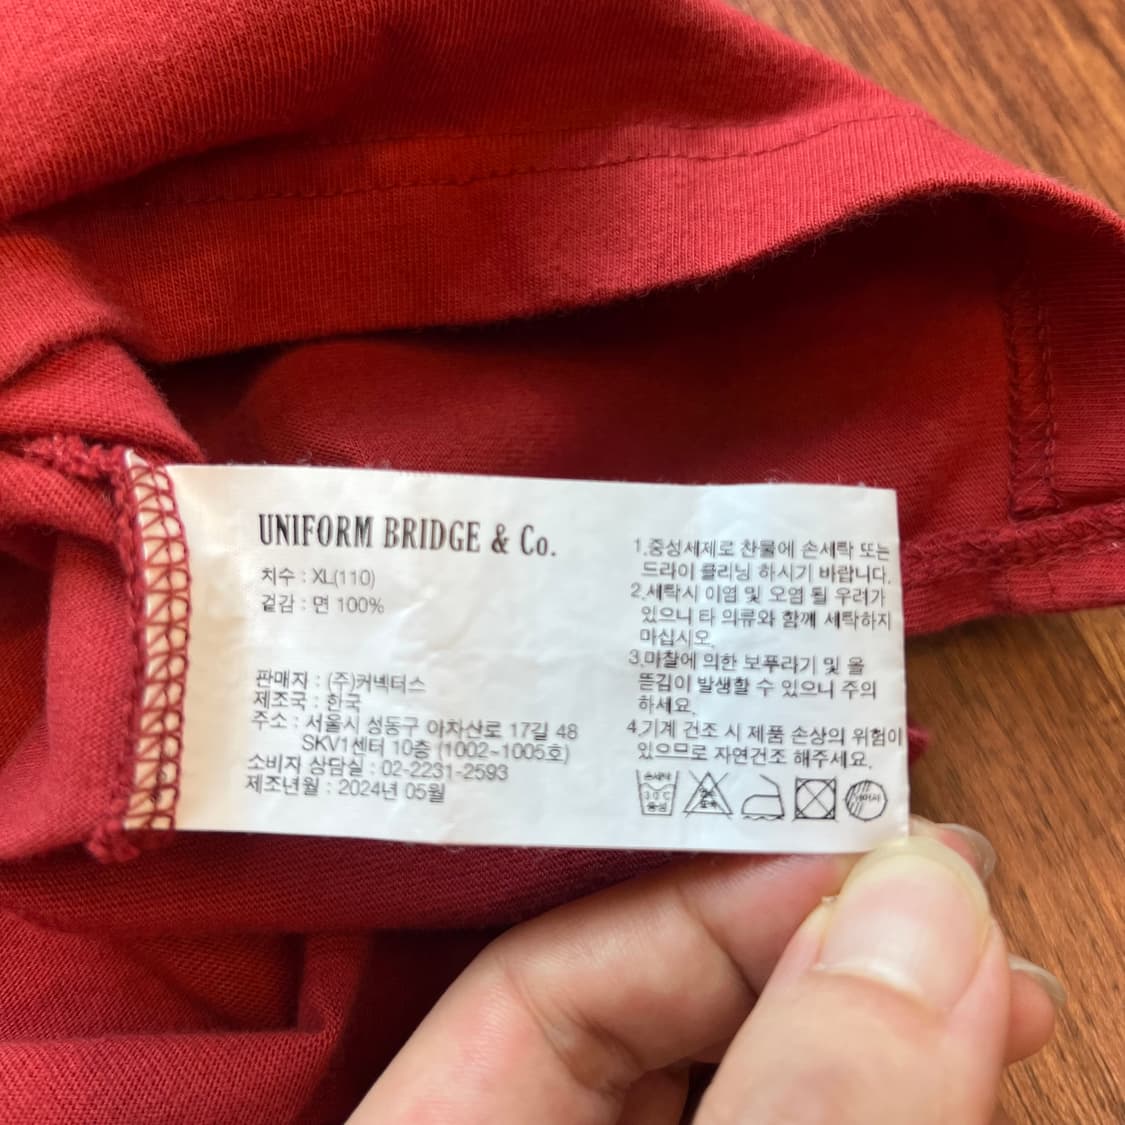 UNIFORM BRIDGE & Co.
치수 : XL(110)
겉감 : 면 100%
판매자 : (주)커넥터스
제조국 : 한국
주소 : 서울시 성동구 아차산로 17길 48
SKV1센터 10층 (1002~1005호)
소비자 상담실 : 02-2231-2593
제조년월 : 2024년 05월
1.중성세제로 찬물에 손세탁 또는
드라이 클리닝 하시기 바랍니다.
2.세탁시 이염 및 오염 될 우려가
있으니 타 의류와 함께 세탁하지
마십시오.
3.마찰에 의한 보푸라기 및 올
뜯김이 발생할 수 있으니 주의
하세요.
4.기계 건조 시 제품 손상의 위험이
있으므로 자연건조 해주세요.
손세탁
30℃
중성